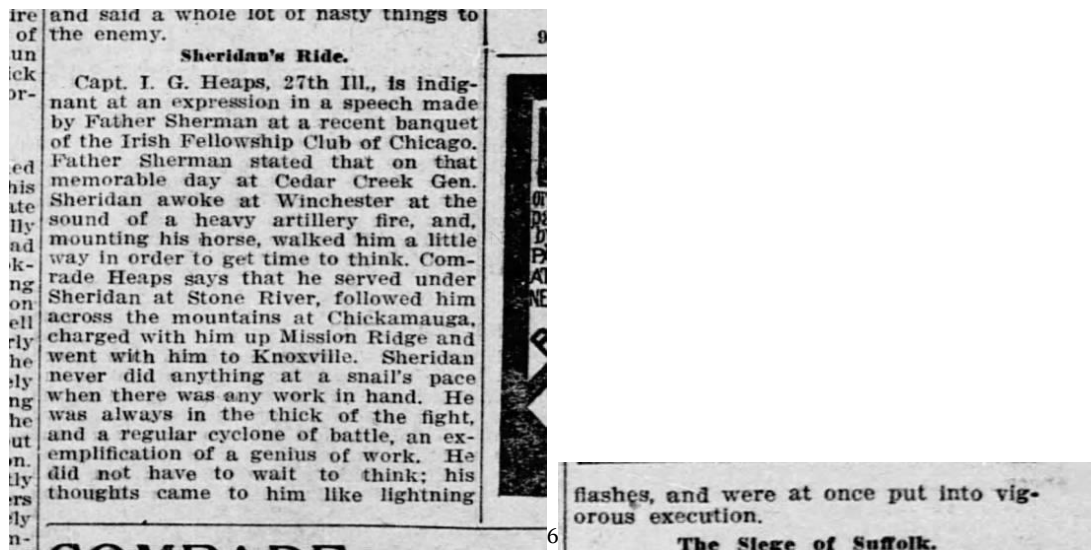 and said a whole lot of nasty things to
the enemy.
Sheridan's Ride.
Capt. I. G. Heaps, 27th Ill., is indig-
nant at an expression in a speech made
by Father Sherman at a recent banquet
of the Irish Fellowship Club of Chicago.
Father Sherman stated that on that
memorable day at Cedar Creek Gen.
Sheridan awoke at Winchester at the
sound of a heavy artillery fire, and,
mounting his horse, walked him a little
way in order to get time to think. Com-
rade Heaps says that he served under
Sheridan at Stone River, followed him
across the mountains at Chickamauga,
charged with him up Mission Ridge and
went with him to Knoxville. Sheridan
never did anything at a snail's pace
when there was any work in hand. He
was always in the thick of the fight,
and a regular cyclone of battle, an ex-
emplification of a genius of work. He
did not have to wait to think; his
thoughts came to him like lightning
flashes, and were at once put into vig-
orous execution.
The Siege of Suffolk.
COMRADE
6